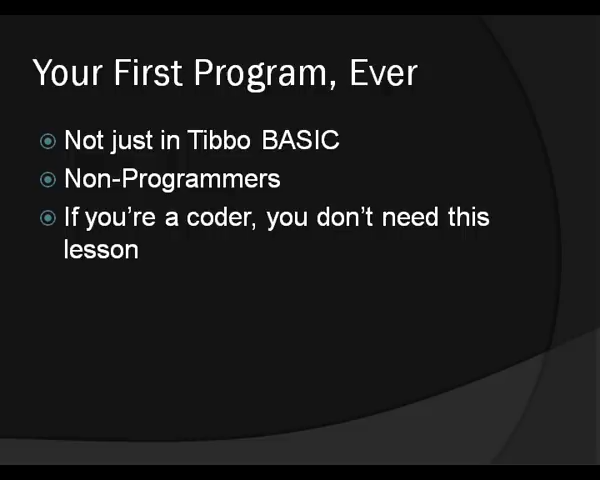 Your First Program, Ever
Not just in Tibbo BASIC
Non-Programmers
If you're a coder, you don't need this
lesson